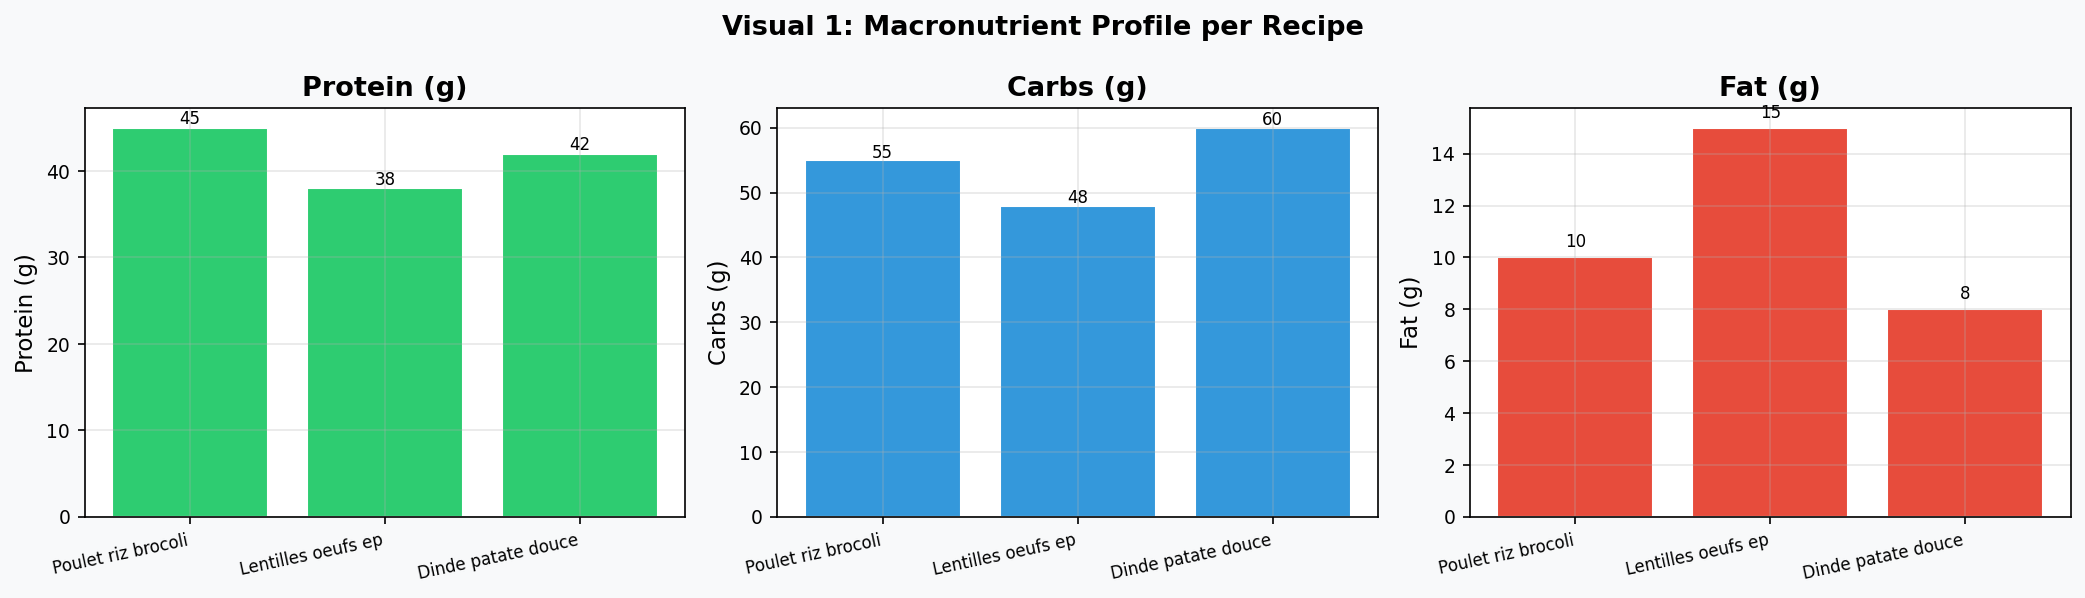 Visual 1: Macronutrient Profile per Recipe
Protein (g)
Protein (g)
40
30
20
10
0
45
38
42
Poulet riz brocoli
Lentilles oeufs ep
Dinde patate douce
Carbs (g)
Carbs (g)
60
50
40
30
20
10
0
55
48
60
Poulet riz brocoli
Lentilles oeufs ep
Dinde patate douce
Fat (g)
Fat (g)
14
12
10
8
6
4
2
0
10
15
8
Poulet riz brocoli
Lentilles oeufs ep
Dinde patate douce